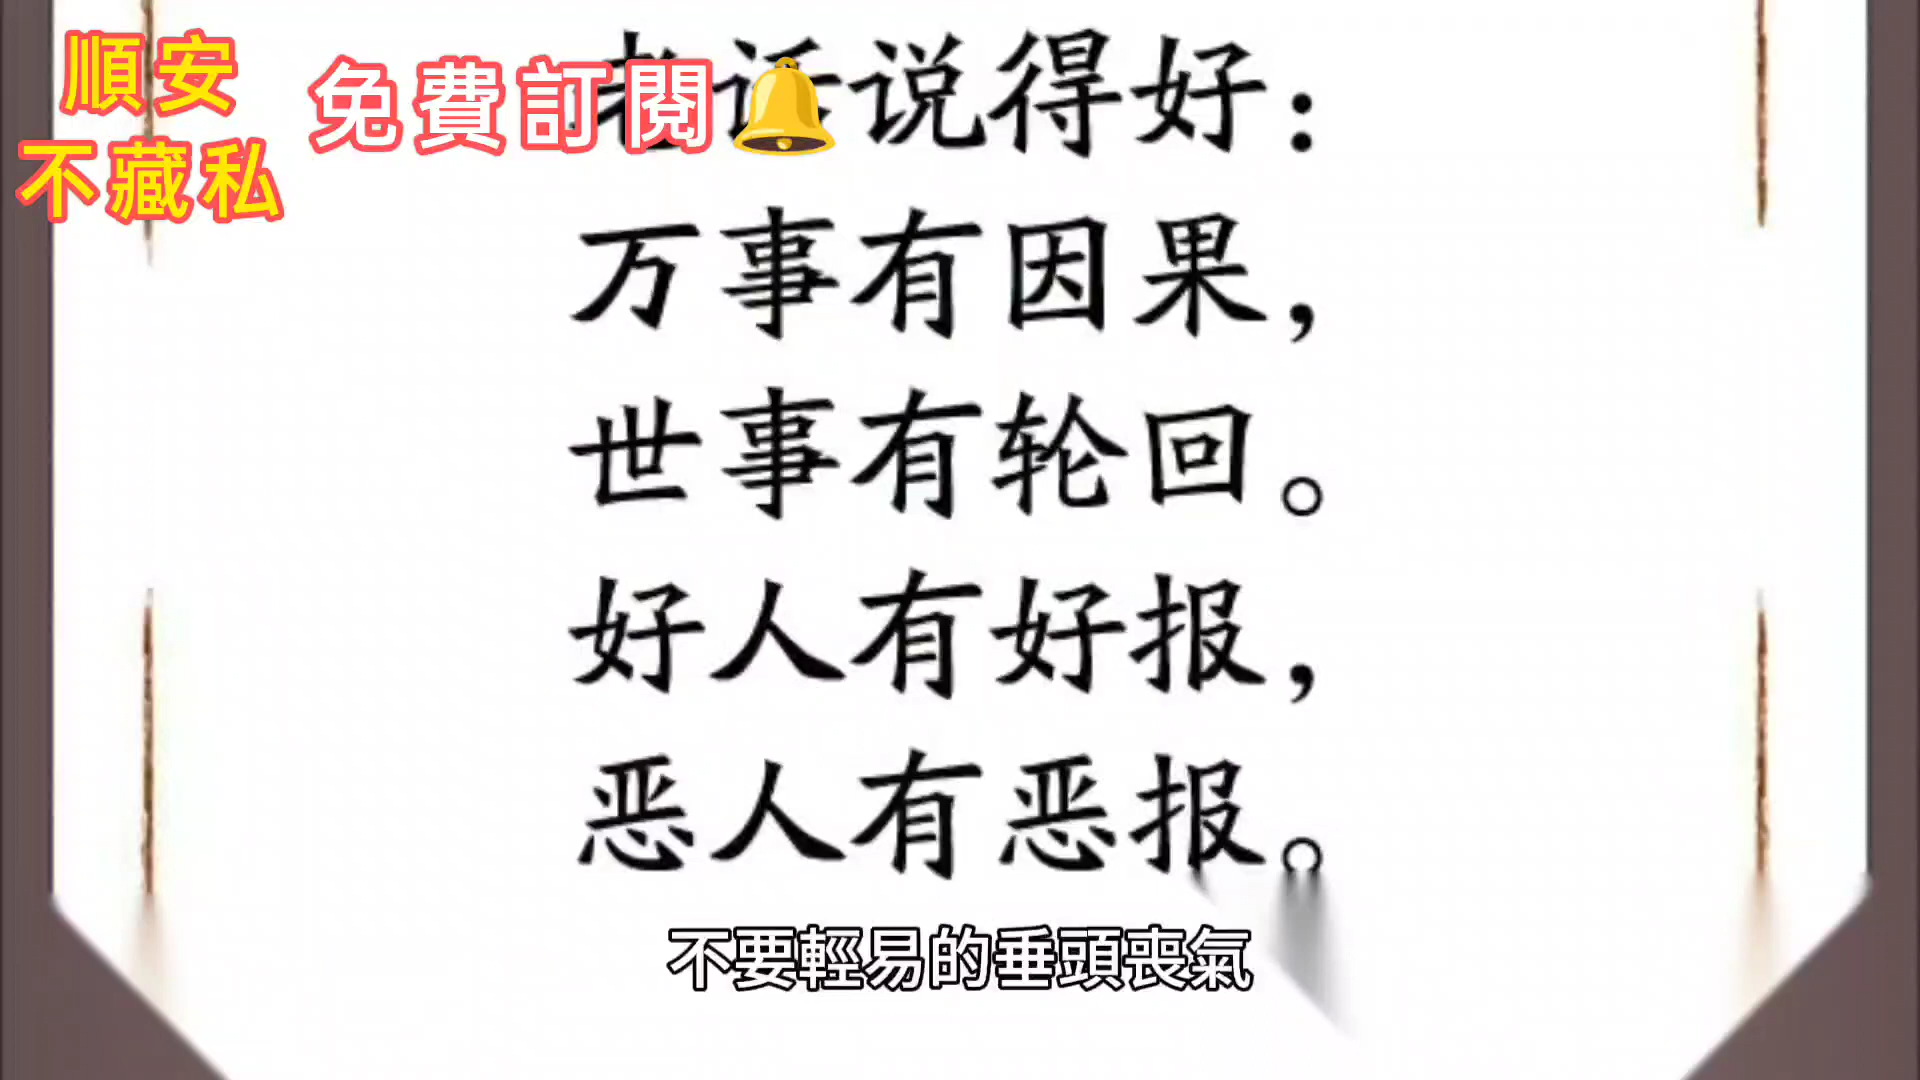 順安
不藏私
免費訂閱
老话说得好：
万事有因果，
世事有轮回。
好人有好报，
恶人有恶报。
不要輕易的垂頭喪氣